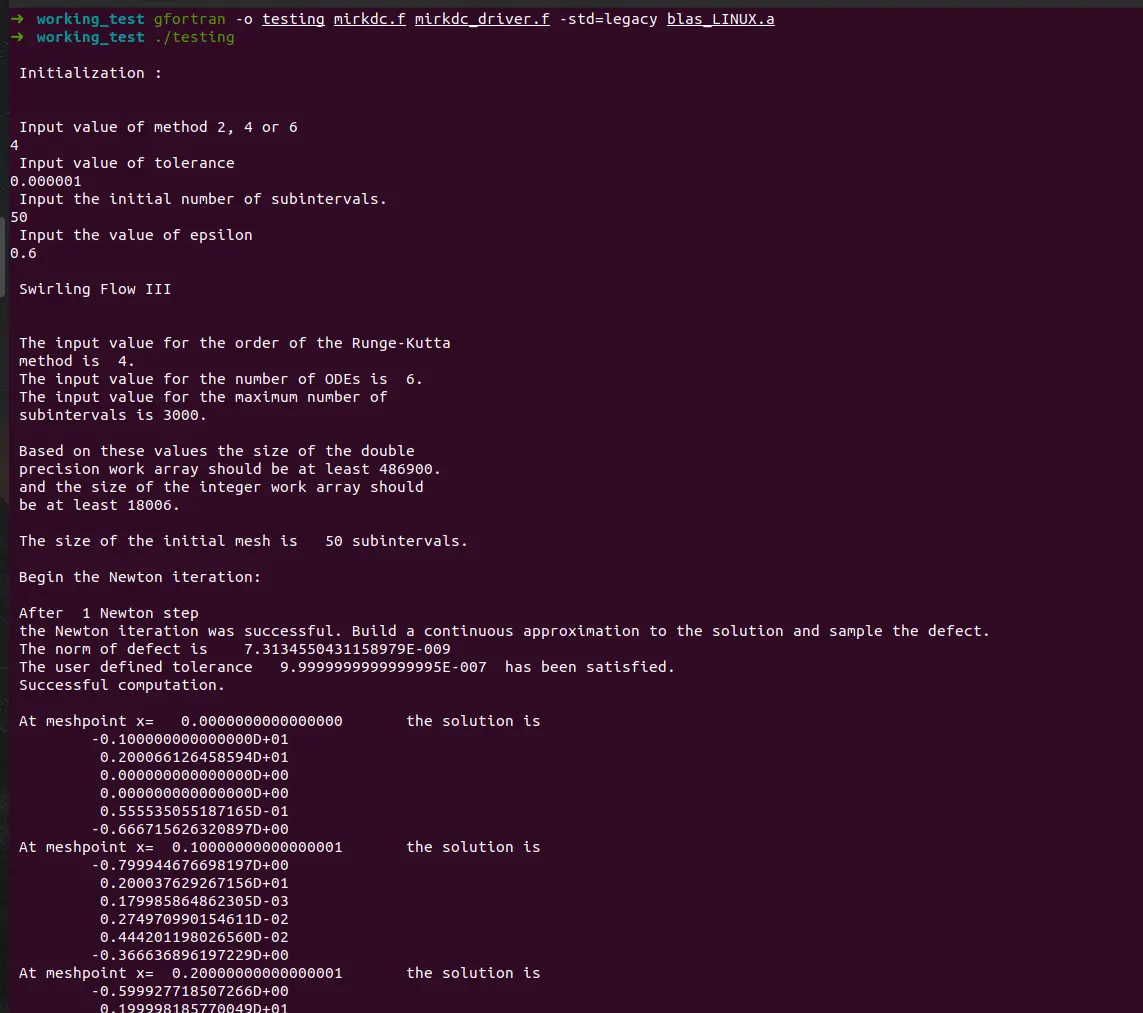 → working_test gfortran -o testing mirkdc.f mirkdc_driver.f -std=legacy blas_LINUX.a
→ working_test ./testing
Initialization :
Input value of method 2, 4 or 6
4
Input value of tolerance
0.000001
Input the initial number of subintervals.
50
Input the value of epsilon
0.6
Swirling Flow III
The input value for the order of the Runge-Kutta
method is  4.
The input value for the number of ODEs is  6.
The input value for the maximum number of
subintervals is 3000.
Based on these values the size of the double
precision work array should be at least 486900.
and the size of the integer work array should
be at least 18006.
The size of the initial mesh is   50 subintervals.
Begin the Newton iteration:
After  1 Newton step
the Newton iteration was successful. Build a continuous approximation to the solution and sample the defect.
The norm of defect is    7.3134550431158979E-009
The user defined tolerance   9.9999999999999995E-007  has been satisfied.
Successful computation.
At meshpoint x=   0.0000000000000000       the solution is
-0.100000000000000D+01
0.200066126458594D+01
0.000000000000000D+00
0.000000000000000D+00
0.555535055187165D-01
-0.666715626320897D+00
At meshpoint x=  0.10000000000000001       the solution is
-0.799944676698197D+00
0.200037629267156D+01
0.179985864862305D-03
0.274970990154611D-02
0.444201198026560D-02
-0.366636896197229D+00
At meshpoint x=  0.20000000000000001       the solution is
-0.599927718507266D+00
0.199998185770049D+01